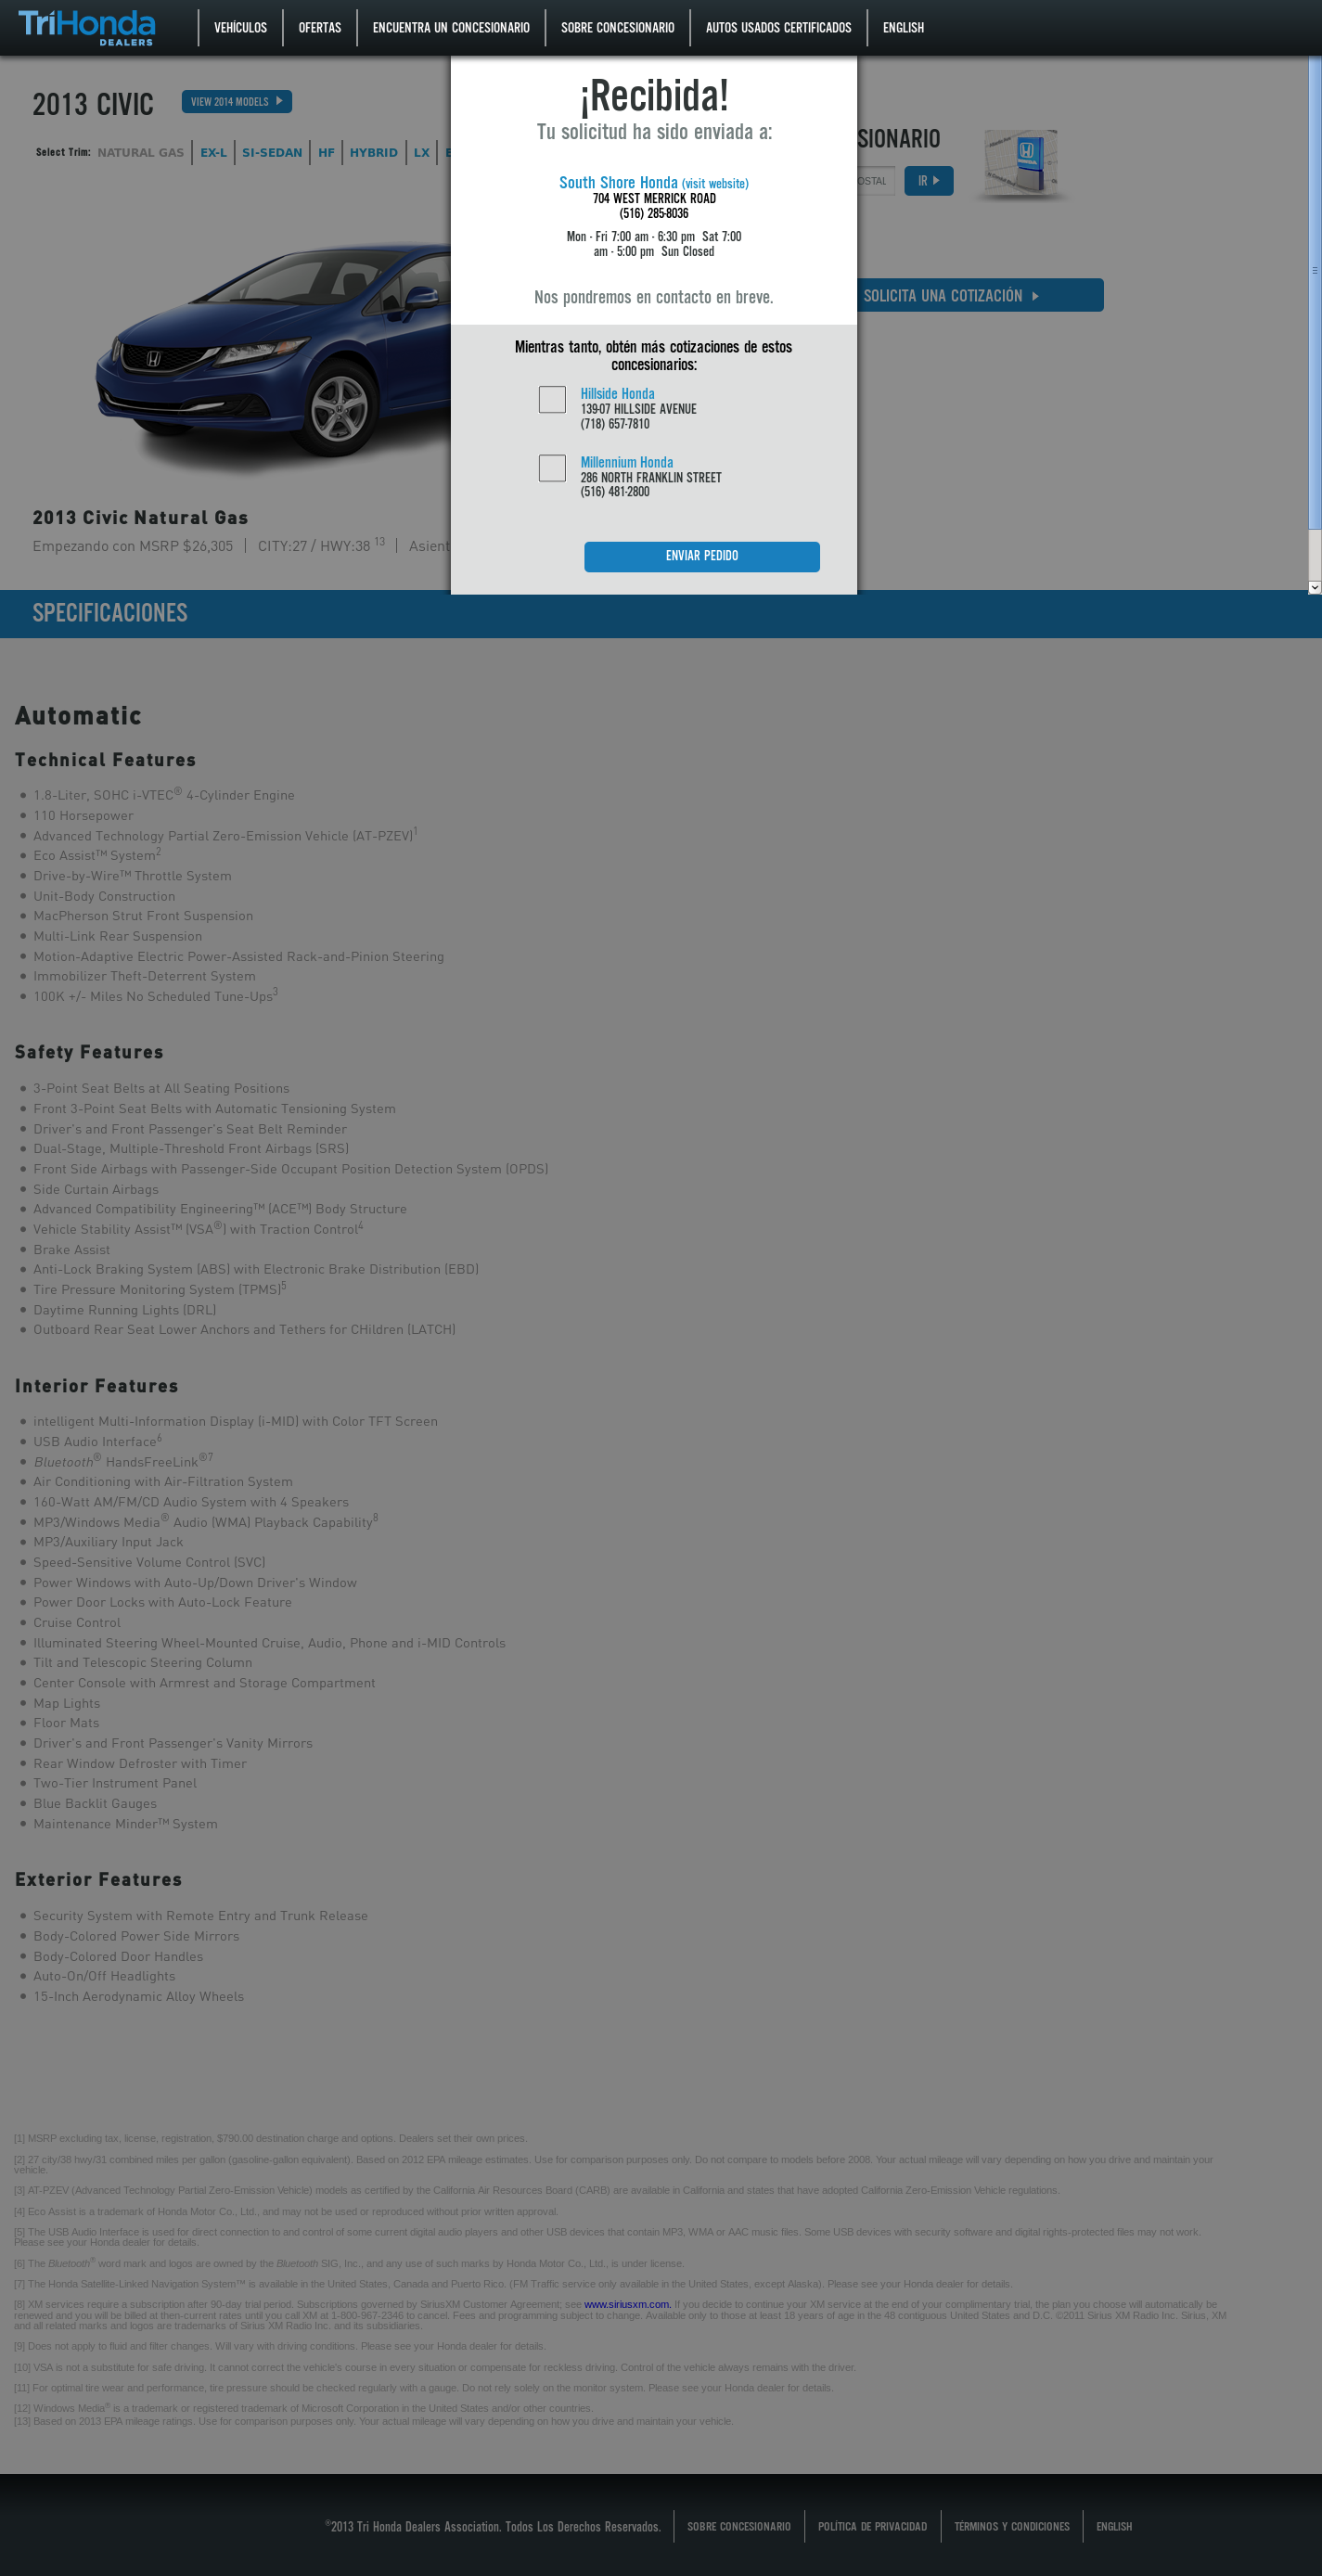 TriHonda
DEALERS
VEHÍCULOS
OFERTAS
ENCUENTRA UN CONCESIONARIO
SOBRE CONCESIONARIO
AUTOS USADOS CERTIFICADOS
ENGLISH
2013 CIVIC
VIEW 2014 MODELS
Select Trim: NATURAL GAS EX-L SI-SEDAN HF HYBRID LX
¡Recibida!
Tu solicitud ha sido enviada a:
South Shore Honda (visit website)
704 WEST MERRICK ROAD
(516) 285-8036
Mon - Fri 7:00 am - 6:30 pm Sat 7:00
am - 5:00 pm Sun Closed
Nos pondremos en contacto en breve.
Mientras tanto, obtén más cotizaciones de estos
concesionarios:
Hillside Honda
139-07 HILLSIDE AVENUE
(718) 657-7810
Millennium Honda
286 NORTH FRANKLIN STREET
(516) 481-2800
ENVIAR PEDIDO
SIONARIO
OSTAL
IR
SOLICITA UNA COTIZACIÓN
2013 Civic Natural Gas
Empezando con MSRP $26,305 | CITY:27 / HWY:38 13 | Asient
SPECIFICACIONES
Automatic
Technical Features
1.8-Liter, SOHC i-VTEC® 4-Cylinder Engine
110 Horsepower
Advanced Technology Partial Zero-Emission Vehicle (AT-PZEV)1
Eco Assist™ System2
Drive-by-Wire™ Throttle System
Unit-Body Construction
MacPherson Strut Front Suspension
Multi-Link Rear Suspension
Motion-Adaptive Electric Power-Assisted Rack-and-Pinion Steering
Immobilizer Theft-Deterrent System
100K +/- Miles No Scheduled Tune-Ups3
Safety Features
3-Point Seat Belts at All Seating Positions
Front 3-Point Seat Belts with Automatic Tensioning System
Driver's and Front Passenger's Seat Belt Reminder
Dual-Stage, Multiple-Threshold Front Airbags (SRS)
Front Side Airbags with Passenger-Side Occupant Position Detection System (OPDS)
Side Curtain Airbags
Advanced Compatibility Engineering™ (ACE™) Body Structure
Vehicle Stability Assist™ (VSA®) with Traction Control4
Brake Assist
Anti-Lock Braking System (ABS) with Electronic Brake Distribution (EBD)
Tire Pressure Monitoring System (TPMS)5
Daytime Running Lights (DRL)
Outboard Rear Seat Lower Anchors and Tethers for CHildren (LATCH)
Interior Features
intelligent Multi-Information Display (i-MID) with Color TFT Screen
USB Audio Interface6
Bluetooth® HandsFreeLink®7
Air Conditioning with Air-Filtration System
160-Watt AM/FM/CD Audio System with 4 Speakers
MP3/Windows Media® Audio (WMA) Playback Capability8
MP3/Auxiliary Input Jack
Speed-Sensitive Volume Control (SVC)
Power Windows with Auto-Up/Down Driver's Window
Power Door Locks with Auto-Lock Feature
Cruise Control
Illuminated Steering Wheel-Mounted Cruise, Audio, Phone and i-MID Controls
Tilt and Telescopic Steering Column
Center Console with Armrest and Storage Compartment
Map Lights
Floor Mats
Driver's and Front Passenger's Vanity Mirrors
Rear Window Defroster with Timer
Two-Tier Instrument Panel
Blue Backlit Gauges
Maintenance Minder™ System
Exterior Features
Security System with Remote Entry and Trunk Release
Body-Colored Power Side Mirrors
Body-Colored Door Handles
Auto-On/Off Headlights
15-Inch Aerodynamic Alloy Wheels
[1] MSRP excluding tax, license, registration, $790.00 destination charge and options. Dealers set their own prices.
[2] 27 city/38 hwy/31 combined miles per gallon (gasoline-gallon equivalent). Based on 2012 EPA mileage estimates. Use for comparison purposes only. Do not compare to models before 2008. Your actual mileage will vary depending on how you drive and maintain your
vehicle.
[3] AT-PZEV (Advanced Technology Partial Zero-Emission Vehicle) models as certified by the California Air Resources Board (CARB) are available in California and states that have adopted California Zero-Emission Vehicle regulations.
[4] Eco Assist is a trademark of Honda Motor Co., Ltd., and may not be used or reproduced without prior written approval.
[5] The USB Audio Interface is used for direct connection to and control of some current digital audio players and other USB devices that contain MP3, WMA or AAC music files. Some USB devices with security software and digital rights-protected files may not work.
Please see your Honda dealer for details.
[6] The Bluetooth® word mark and logos are owned by the Bluetooth SIG, Inc., and any use of such marks by Honda Motor Co., Ltd., is under license.
[7] The Honda Satellite-Linked Navigation System™ is available in the United States, Canada and Puerto Rico. (FM Traffic service only available in the United States, except Alaska). Please see your Honda dealer for details.
[8] XM services require a subscription after 90-day trial period. Subscriptions governed by SiriusXM Customer Agreement; see www.siriusxm.com. If you decide to continue your XM service at the end of your complimentary trial, the plan you choose will automatically be
renewed and you will be billed at then-current rates until you call XM at 1-800-967-2346 to cancel. Fees and programming subject to change. Available only to those at least 18 years of age in the 48 contiguous United States and D.C. ©2011 Sirius XM Radio Inc. Sirius, XM
and all related marks and logos are trademarks of Sirius XM Radio Inc. and its subsidiaries.
[9] Does not apply to fluid and filter changes. Will vary with driving conditions. Please see your Honda dealer for details.
[10] VSA is not a substitute for safe driving. It cannot correct the vehicle's course in every situation or compensate for reckless driving. Control of the vehicle always remains with the driver.
[11] For optimal tire wear and performance, tire pressure should be checked regularly with a gauge. Do not rely solely on the monitor system. Please see your Honda dealer for details.
[12] Windows Media® is a trademark or registered trademark of Microsoft Corporation in the United States and/or other countries.
[13] Based on 2013 EPA mileage ratings. Use for comparison purposes only. Your actual mileage will vary depending on how you drive and maintain your vehicle.
®2013 Tri Honda Dealers Association. Todos Los Derechos Reservados.
SOBRE CONCESIONARIO
POLÍTICA DE PRIVACIDAD
TÉRMINOS Y CONDICIONES
ENGLISH